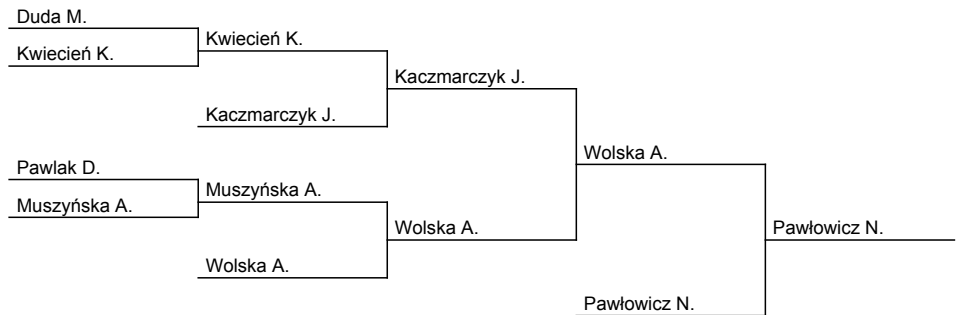 Duda M.
Kwiecień K.
Kwiecień K.
Kaczmarczyk J.
Kaczmarczyk J.
Pawlak D.
Muszyńska A.
Muszyńska A.
Wolska A.
Wolska A.
Wolska A.
Pawłowicz N.
Pawłowicz N.